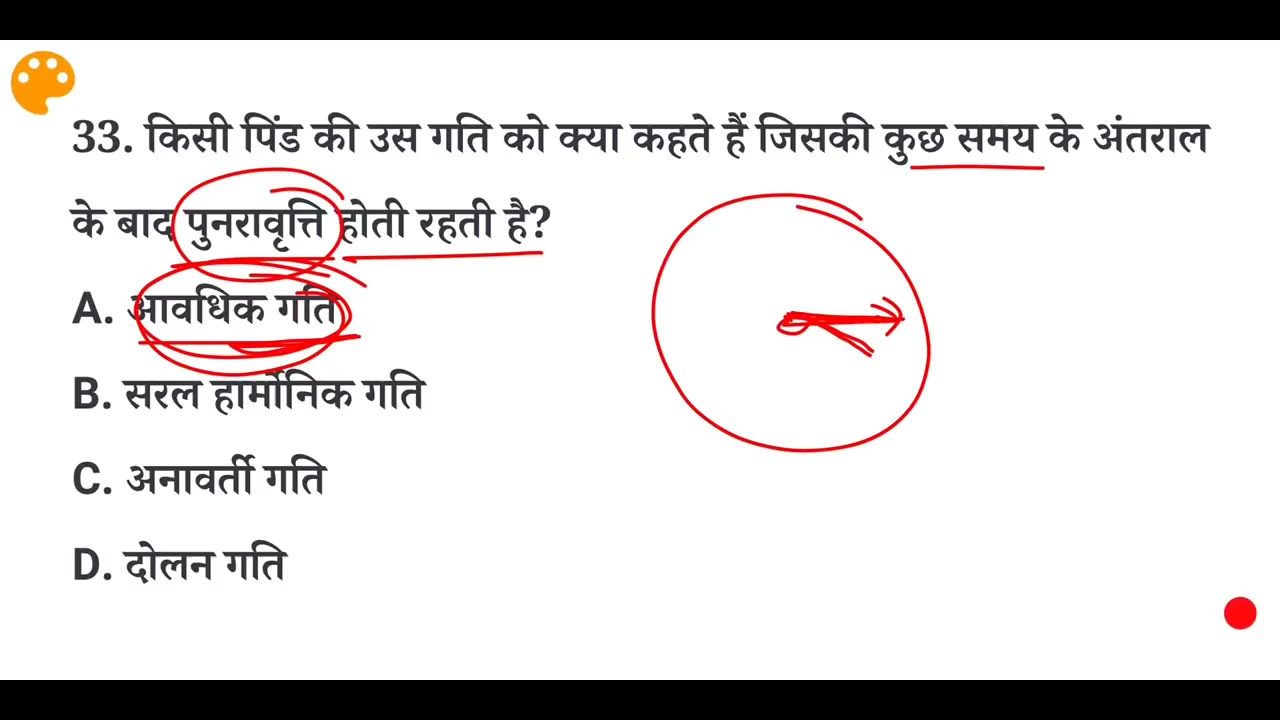 33. किसी पिंड की उस गति को क्या कहते हैं जिसकी कुछ समय के अंतराल
के बाद पुनरावृत्ति होती रहती है?
A. आवधिक गति
B. सरल हार्मोनिक गति
C. अनावर्ती गति
D. दोलन गति